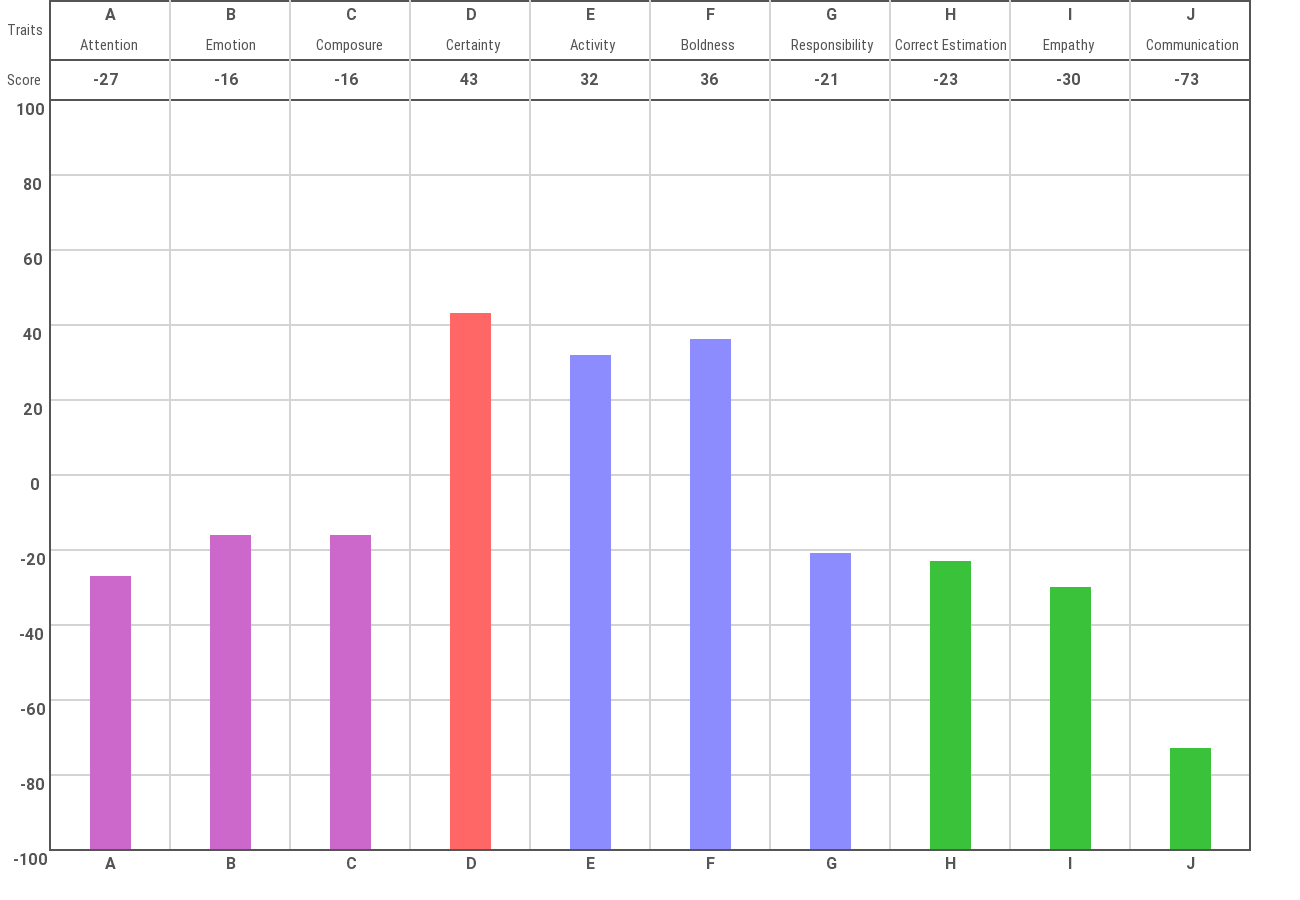 A B C D E F G H I J
Traits
Attention Emotion Composure Certainty Activity Boldness Responsibility Correct Estimation Empathy Communication
Score -27 -16 -16 43 32 36 -21 -23 -30 -73
100
80
60
40
20
0
-20
-40
-60
-80
-100
A B C D E F G H I J